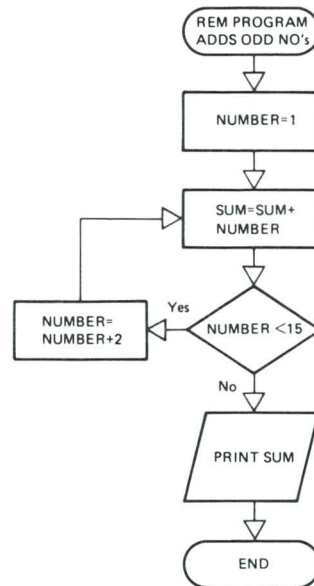 REM PROGRAM
ADDS ODD NO's
NUMBER=1
SUM=SUM+
NUMBER
NUMBER <15
Yes
NUMBER=
NUMBER+2
No
PRINT SUM
END